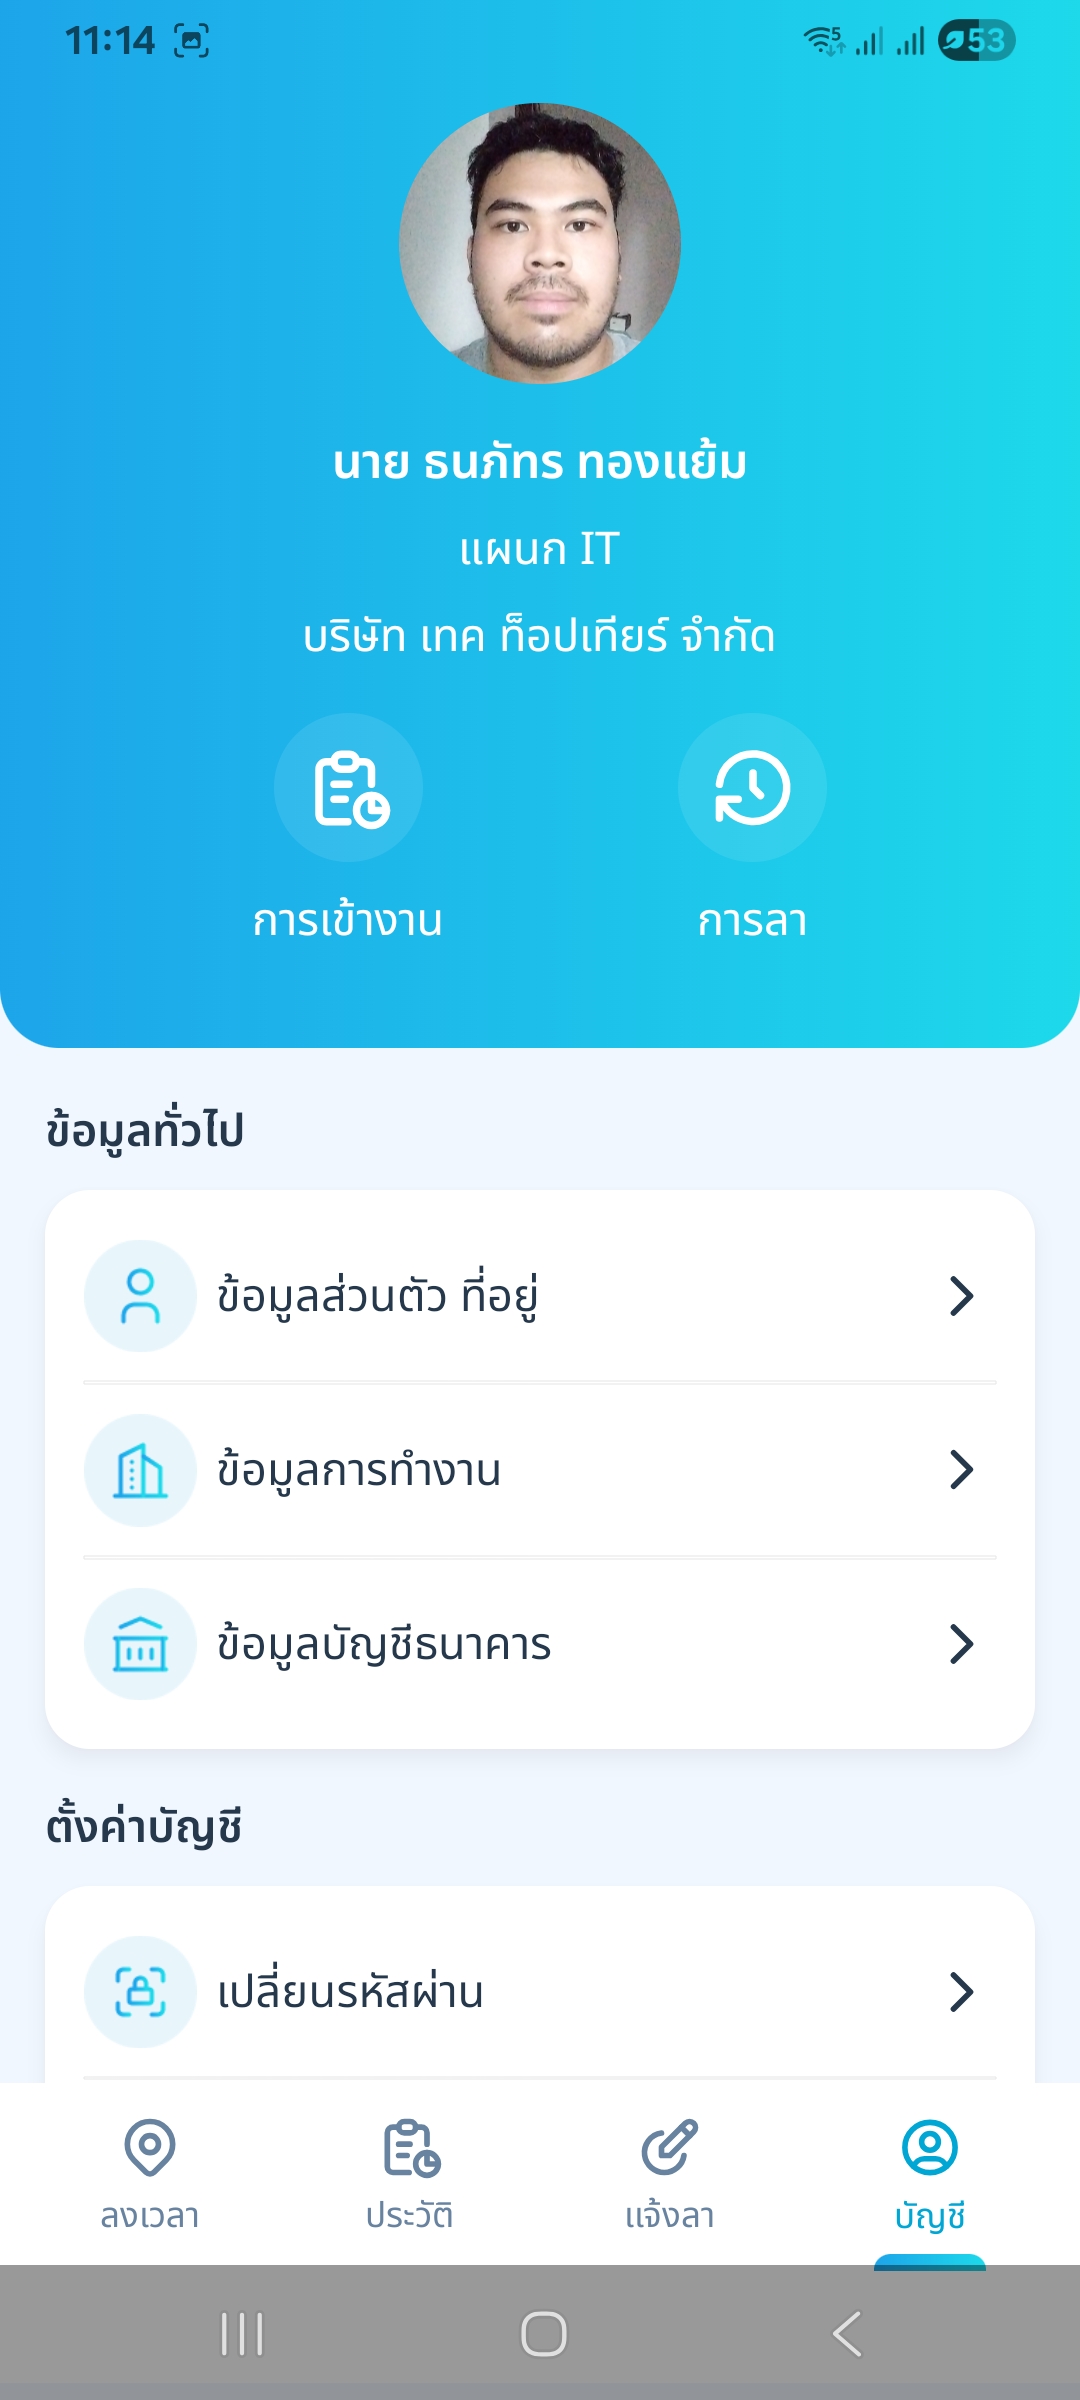 11:14
5
53
นาย ธนภัทร ทองแย้ม
แผนก IT
บริษัท เทค ท็อปเทียร์ จำกัด
การเข้างาน
การลา
ข้อมูลทั่วไป
ข้อมูลส่วนตัว ที่อยู่
ข้อมูลการทำงาน
ข้อมูลบัญชีธนาคาร
ตั้งค่าบัญชี
เปลี่ยนรหัสผ่าน
ลงเวลา
ประวัติ
แจ้งลา
บัญชี